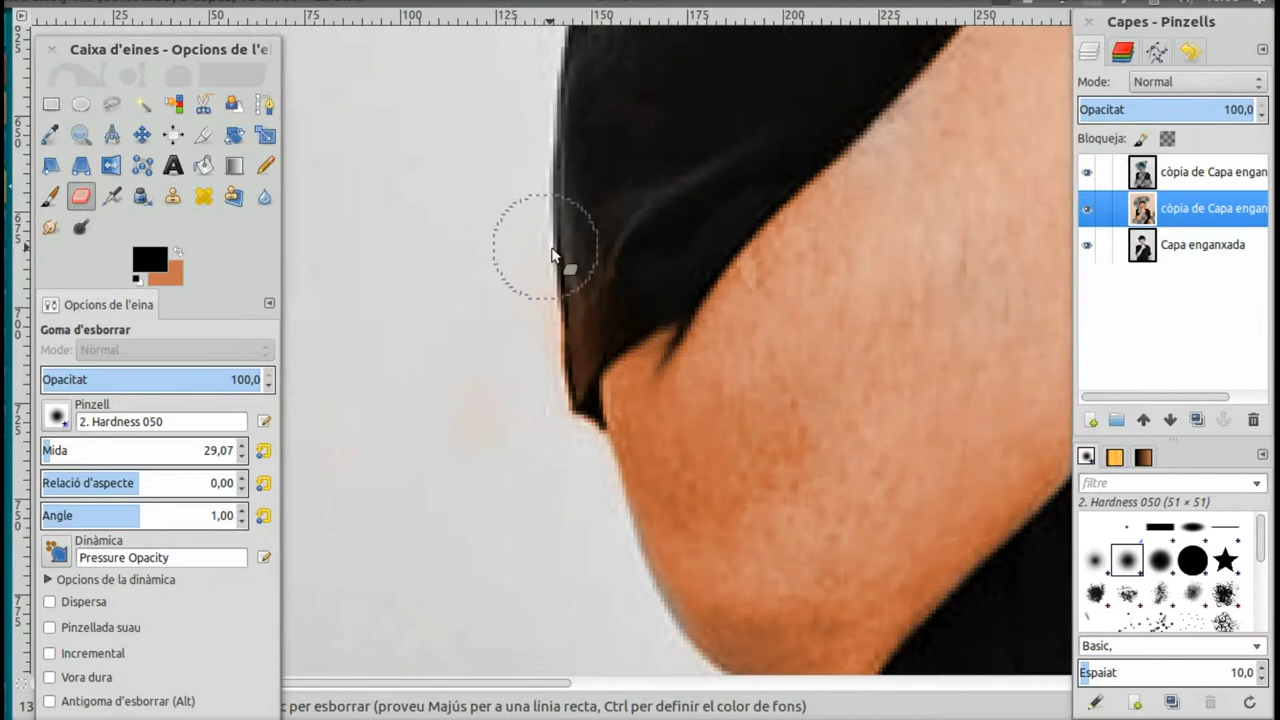 25
50
75
100
125
150
175
200
225
250
Caixa d'eines - Opcions de l'ei
Opcions de l'eina
Goma d'esborrar
Mode: Normal
Opacitat 100,0
Pinzell
2. Hardness 050
Mida 29,07
Relació d'aspecte 0,00
Angle 1,00
Dinàmica
Pressure Opacity
Opcions de la dinàmica
Dispersa
Pinzellada suau
Incremental
Vora dura
Antigoma d'esborrar (Alt)
c per esborrar (proveu Majús per a una línia recta, Ctrl per definir el color de fons)
Capes - Pinzells
Mode: Normal
Opacitat 100,0
Bloqueja:
còpia de Capa engan
còpia de Capa engan
Capa enganxada
filtre
2. Hardness 050 (51 × 51)
Basic,
Espaiat 10,0